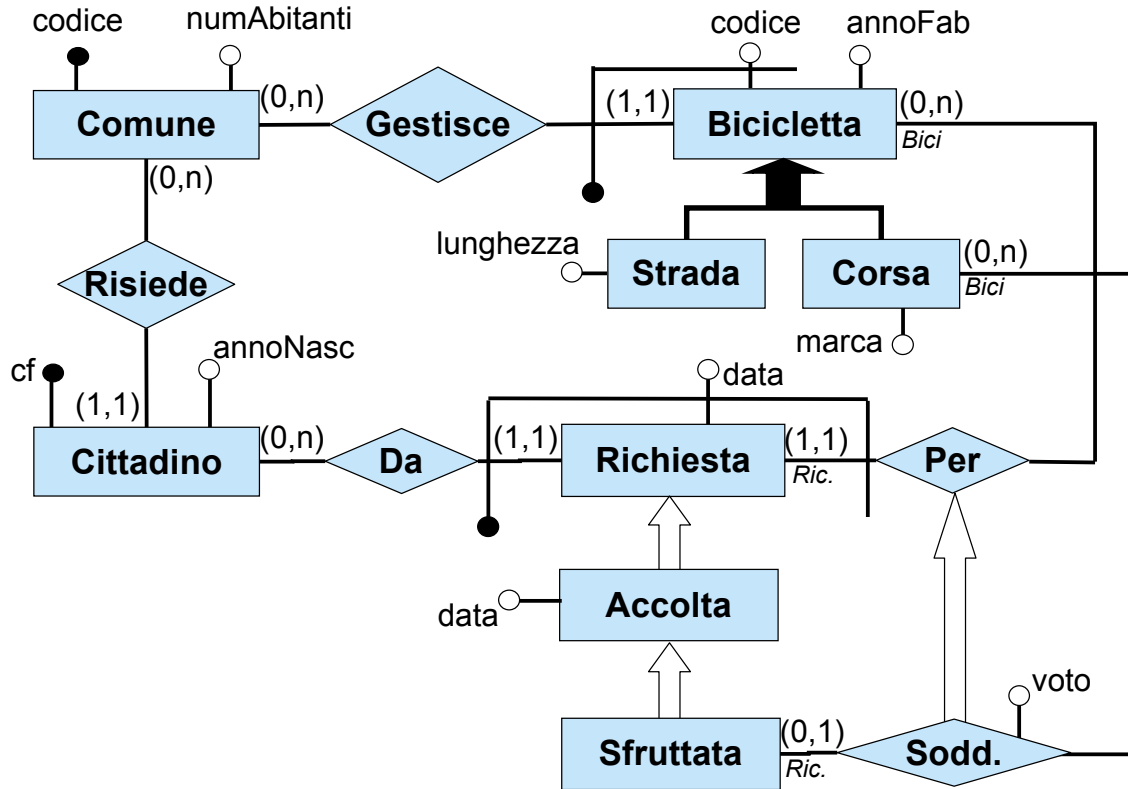 codice
numAbitanti
codice
annoFab
Comune
(0,n)
Gestisce
(1,1)
Bicicletta
(0,n)
Bici
(0,n)
Risiede
lunghezza
Strada
Corsa
(0,n)
Bici
marca
cf
annoNasc
data
(1,1)
Cittadino
(0,n)
Da
(1,1)
Richiesta
(1,1)
Ric.
Per
data
Accolta
voto
Sfruttata
(0,1)
Ric.
Sodd.